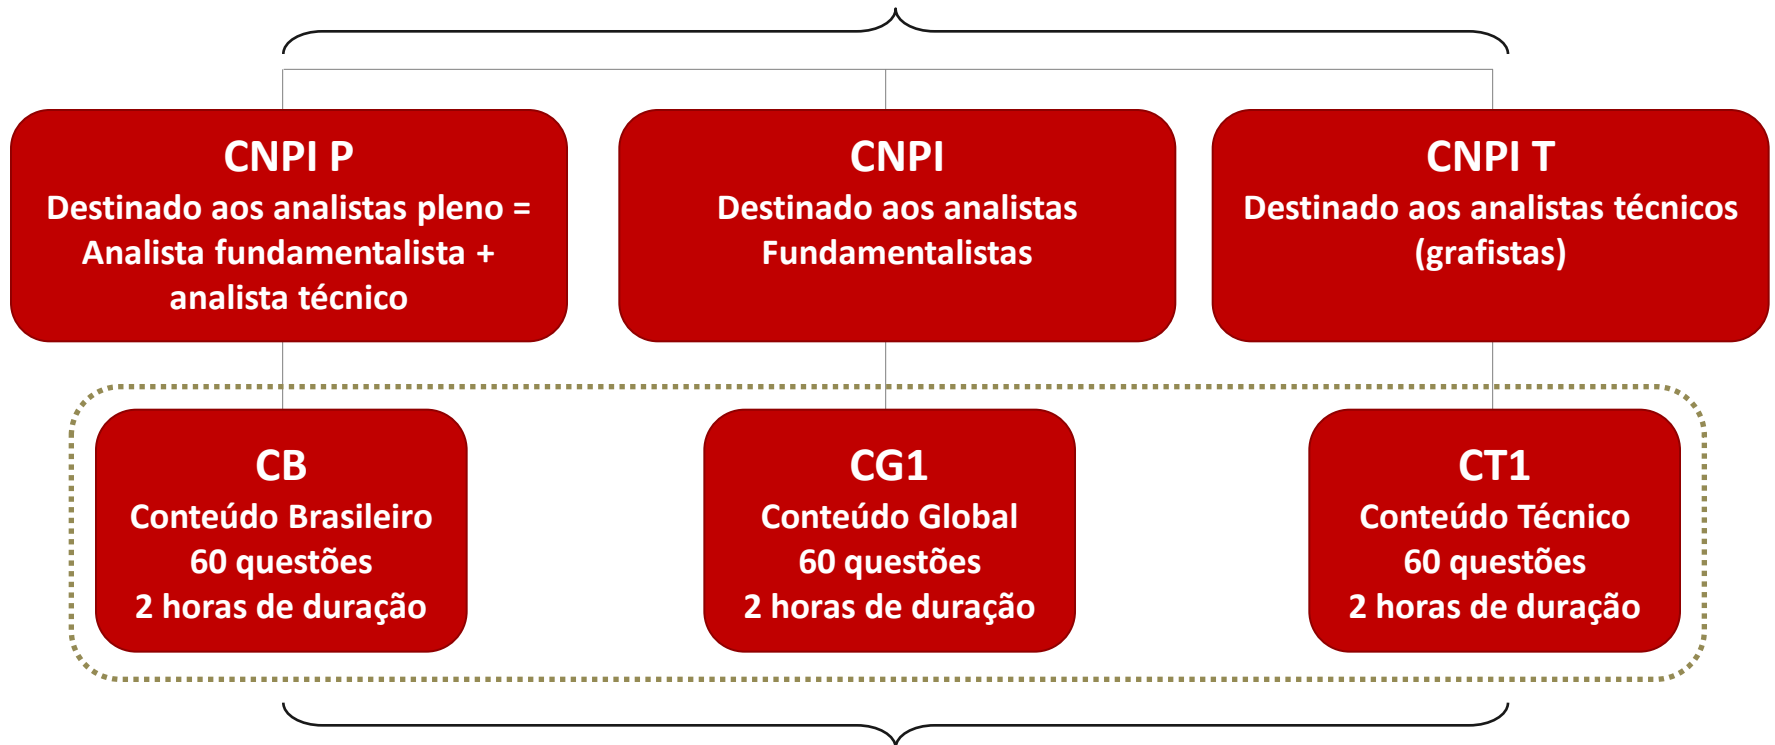 CNPI P
Destinado aos analistas pleno =
Analista fundamentalista +
analista técnico
CNPI
Destinado aos analistas
Fundamentalistas
CNPI T
Destinado aos analistas técnicos
(grafistas)
CB
Conteúdo Brasileiro
60 questões
2 horas de duração
CG1
Conteúdo Global
60 questões
2 horas de duração
CT1
Conteúdo Técnico
60 questões
2 horas de duração